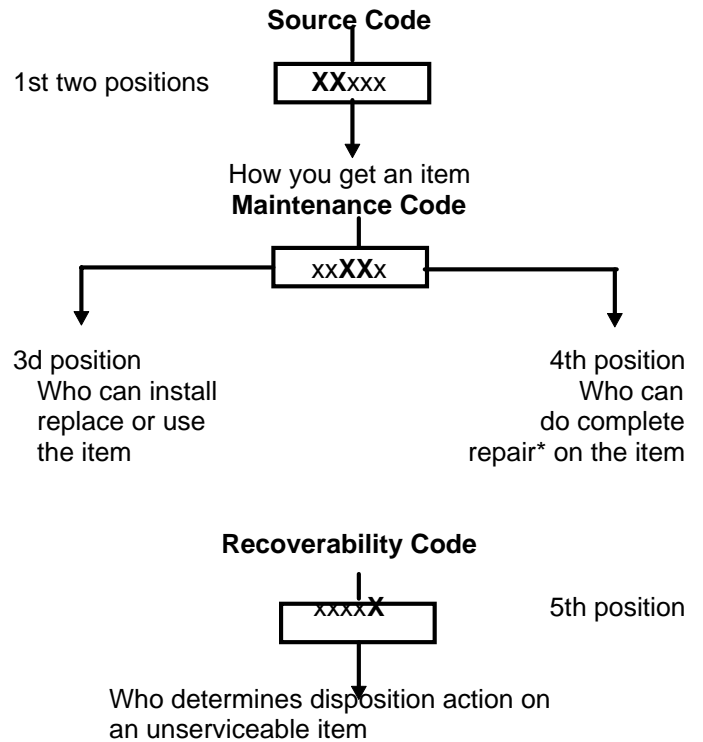 Source Code
1st two positions
XXxxx
How you get an item
Maintenance Code
xxXXx
3d position
Who can install
replace or use
the item
4th position
Who can
do complete
repair* on the item
Recoverability Code
xxxxX
5th position
Who determines disposition action on
an unserviceable item